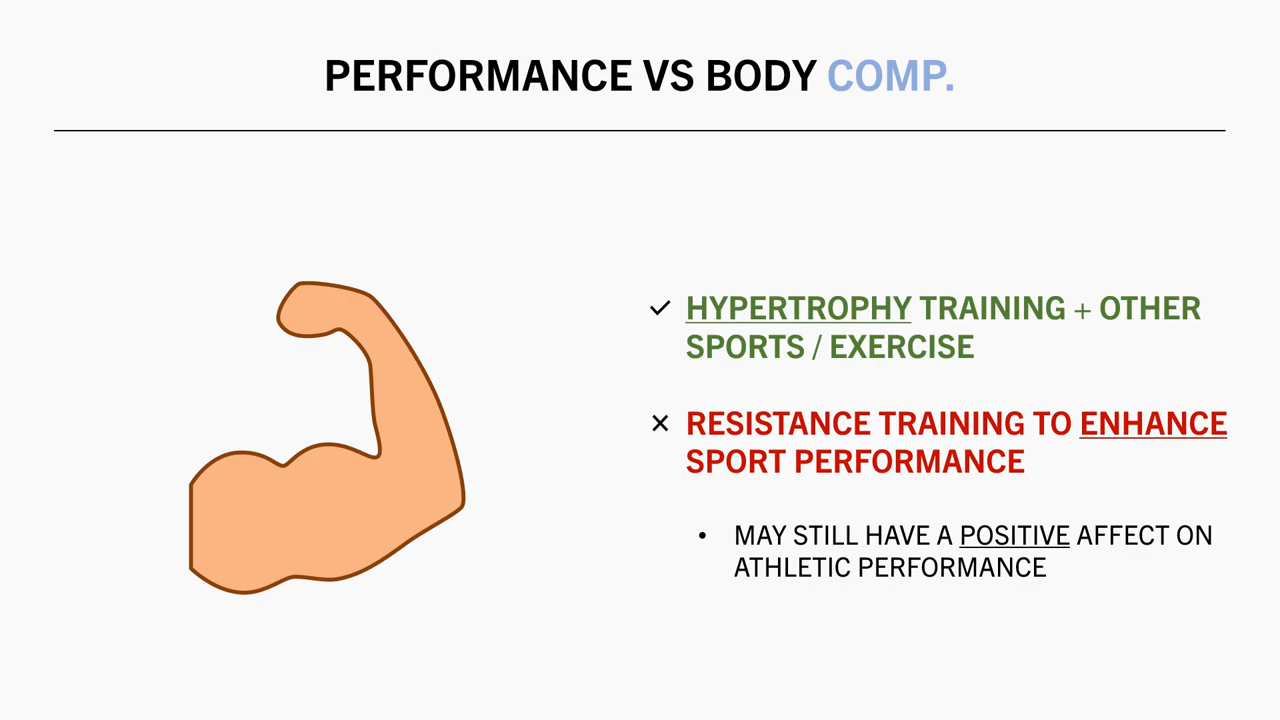 PERFORMANCE VS BODY COMP.
✓ HYPERTROPHY TRAINING + OTHER
SPORTS / EXERCISE
× RESISTANCE TRAINING TO ENHANCE
SPORT PERFORMANCE
• MAY STILL HAVE A POSITIVE AFFECT ON
ATHLETIC PERFORMANCE